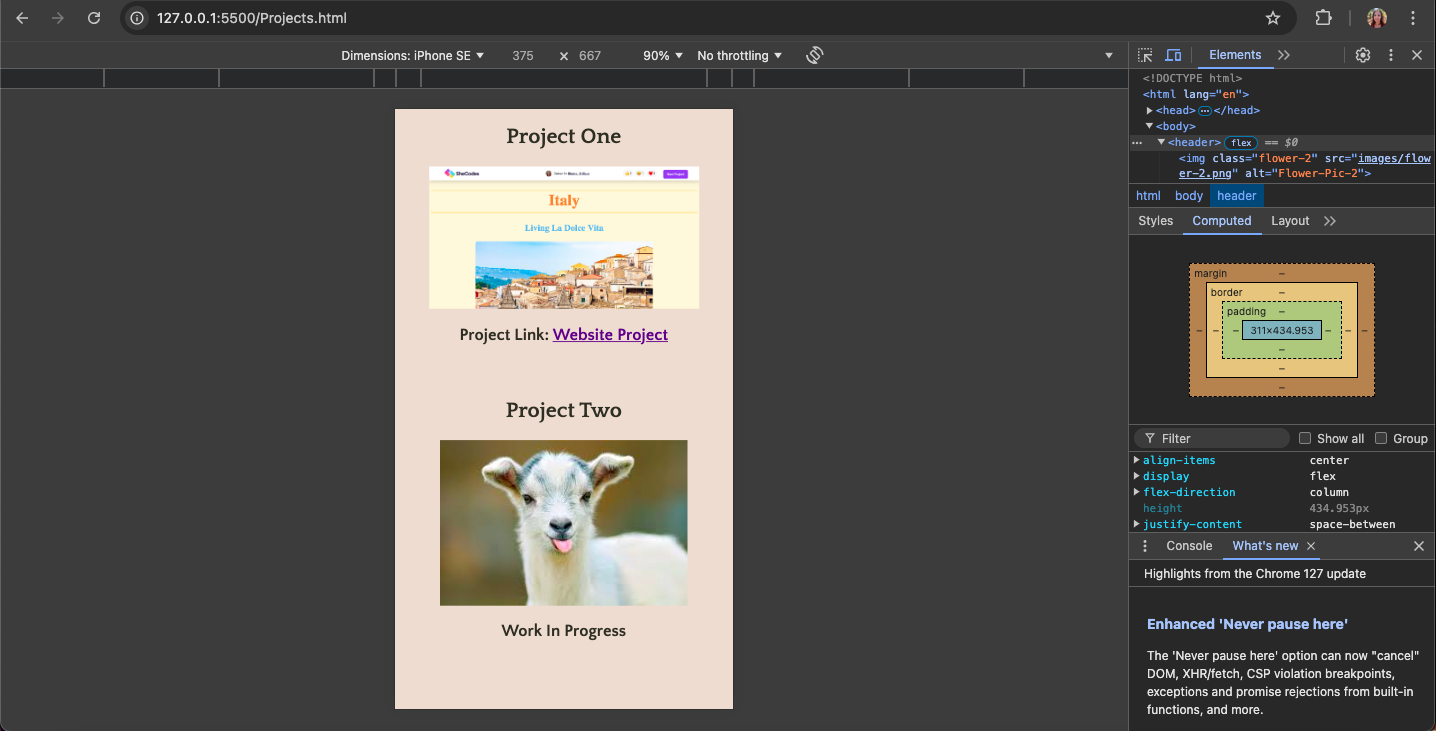 127.0.0.1:5500/Projects.html
Dimensions: iPhone SE 375 × 667 90% No throttling
Elements
<!DOCTYPE html>
<html lang="en">
<head> </head>
<body>
<header> flex == $0
<img class="flower-2" src="images/flow
er-2.png" alt="Flower-Pic-2">
html body header
Styles Computed Layout
margin –
border –
padding –
– – – 311×434.953 – – –
–
–
–
Filter Show all Group
align-items center
display flex
flex-direction column
height 434.953px
justify-content space-between
Console What's new
Highlights from the Chrome 127 update
Enhanced 'Never pause here'
The 'Never pause here' option can now "cancel"
DOM, XHR/fetch, CSP violation breakpoints,
exceptions and promise rejections from built-in
functions, and more.
Project One
SheCodes
Italy
Living La Dolce Vita
Project Link: Website Project
Project Two
Work In Progress